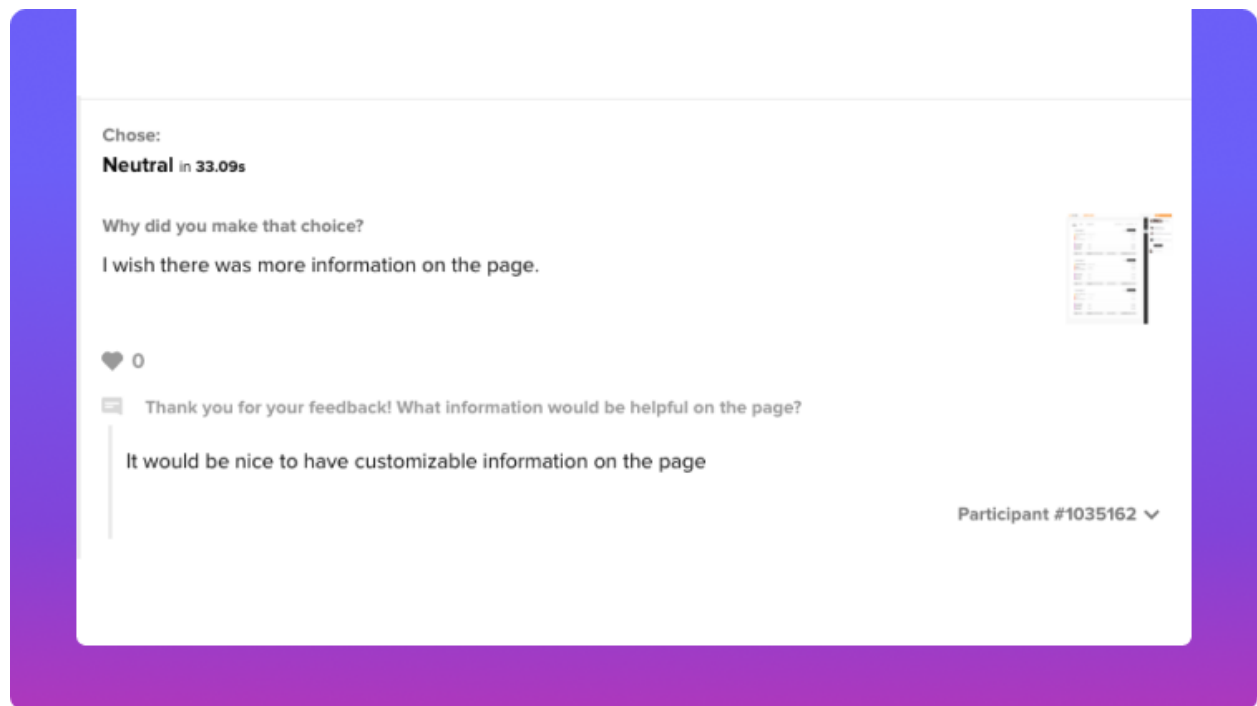 Chose:
Neutral in 33.09s
Why did you make that choice?
I wish there was more information on the page.
0
Thank you for your feedback! What information would be helpful on the page?
It would be nice to have customizable information on the page
Participant #1035162